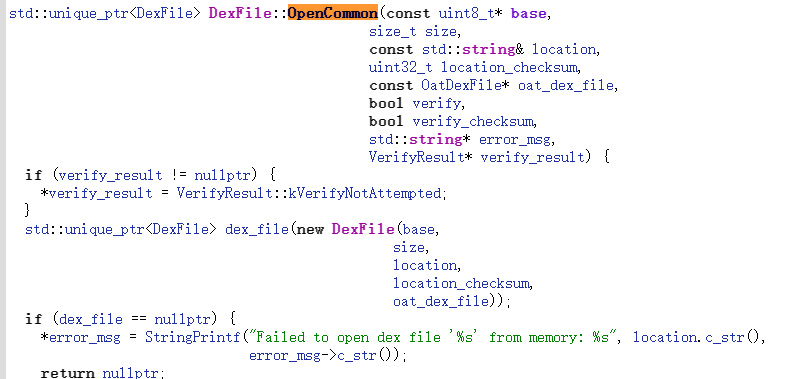 std::unique_ptr<DexFile> DexFile::OpenCommon(const uint8_t* base,
size_t size,
const std::string& location,
uint32_t location_checksum,
const OatDexFile* oat_dex_file,
bool verify,
bool verify_checksum,
std::string* error_msg,
VerifyResult* verify_result) {
if (verify_result != nullptr) {
*verify_result = VerifyResult::kVerifyNotAttempted;
}
std::unique_ptr<DexFile> dex_file(new DexFile(base,
size,
location,
location_checksum,
oat_dex_file));
if (dex_file == nullptr) {
*error_msg = StringPrintf("Failed to open dex file '%s' from memory: %s", location.c_str(),
error_msg->c_str());
return nullptr;